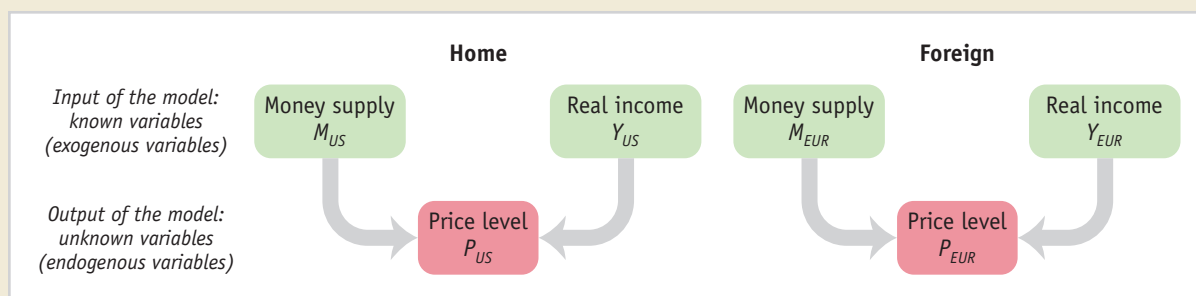 Home
Foreign
Input of the model:
known variables
(exogenous variables)
Money supply
M_US
Real income
Y_US
Money supply
M_EUR
Real income
Y_EUR
Output of the model:
unknown variables
(endogenous variables)
Price level
P_US
Price level
P_EUR